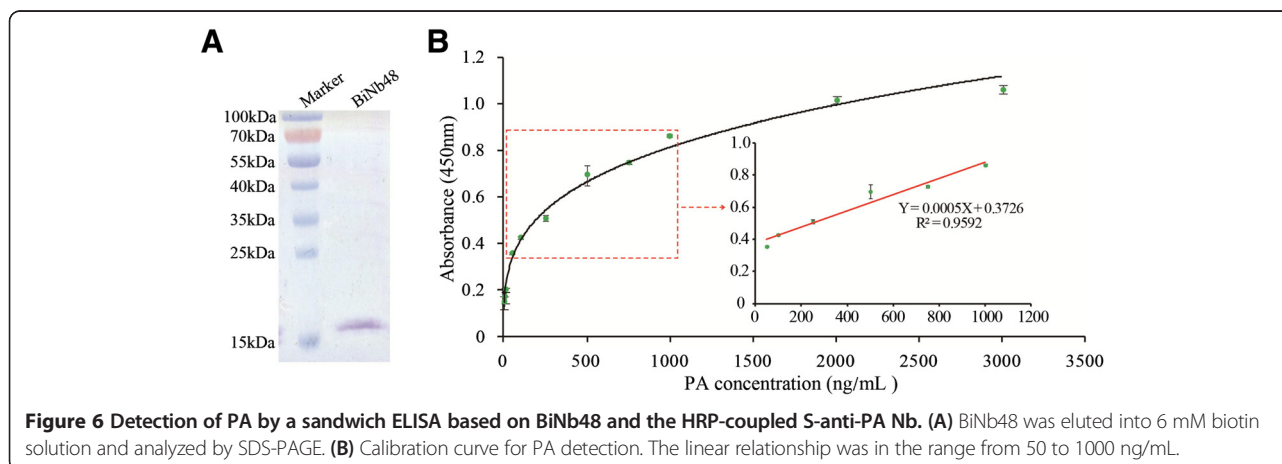 A
B
Marker
BiNb48
100kDa
70kDa
55kDa
40kDa
35kDa
25kDa
15kDa
Absorbance (450nm)
1.2
1.0
0.8
0.6
0.4
0.2
0
0
500
1000
1500
2000
2500
3000
3500
PA concentration (ng/mL )
1.0
0.8
0.6
0.4
0.2
0
200
400
600
800
1000
1200
Y=0.0005X+0.3726
R²=0.9592
Figure 6 Detection of PA by a sandwich ELISA based on BiNb48 and the HRP-coupled S-anti-PA Nb. (A) BiNb48 was eluted into 6 mM biotin
solution and analyzed by SDS-PAGE. (B) Calibration curve for PA detection. The linear relationship was in the range from 50 to 1000 ng/mL.